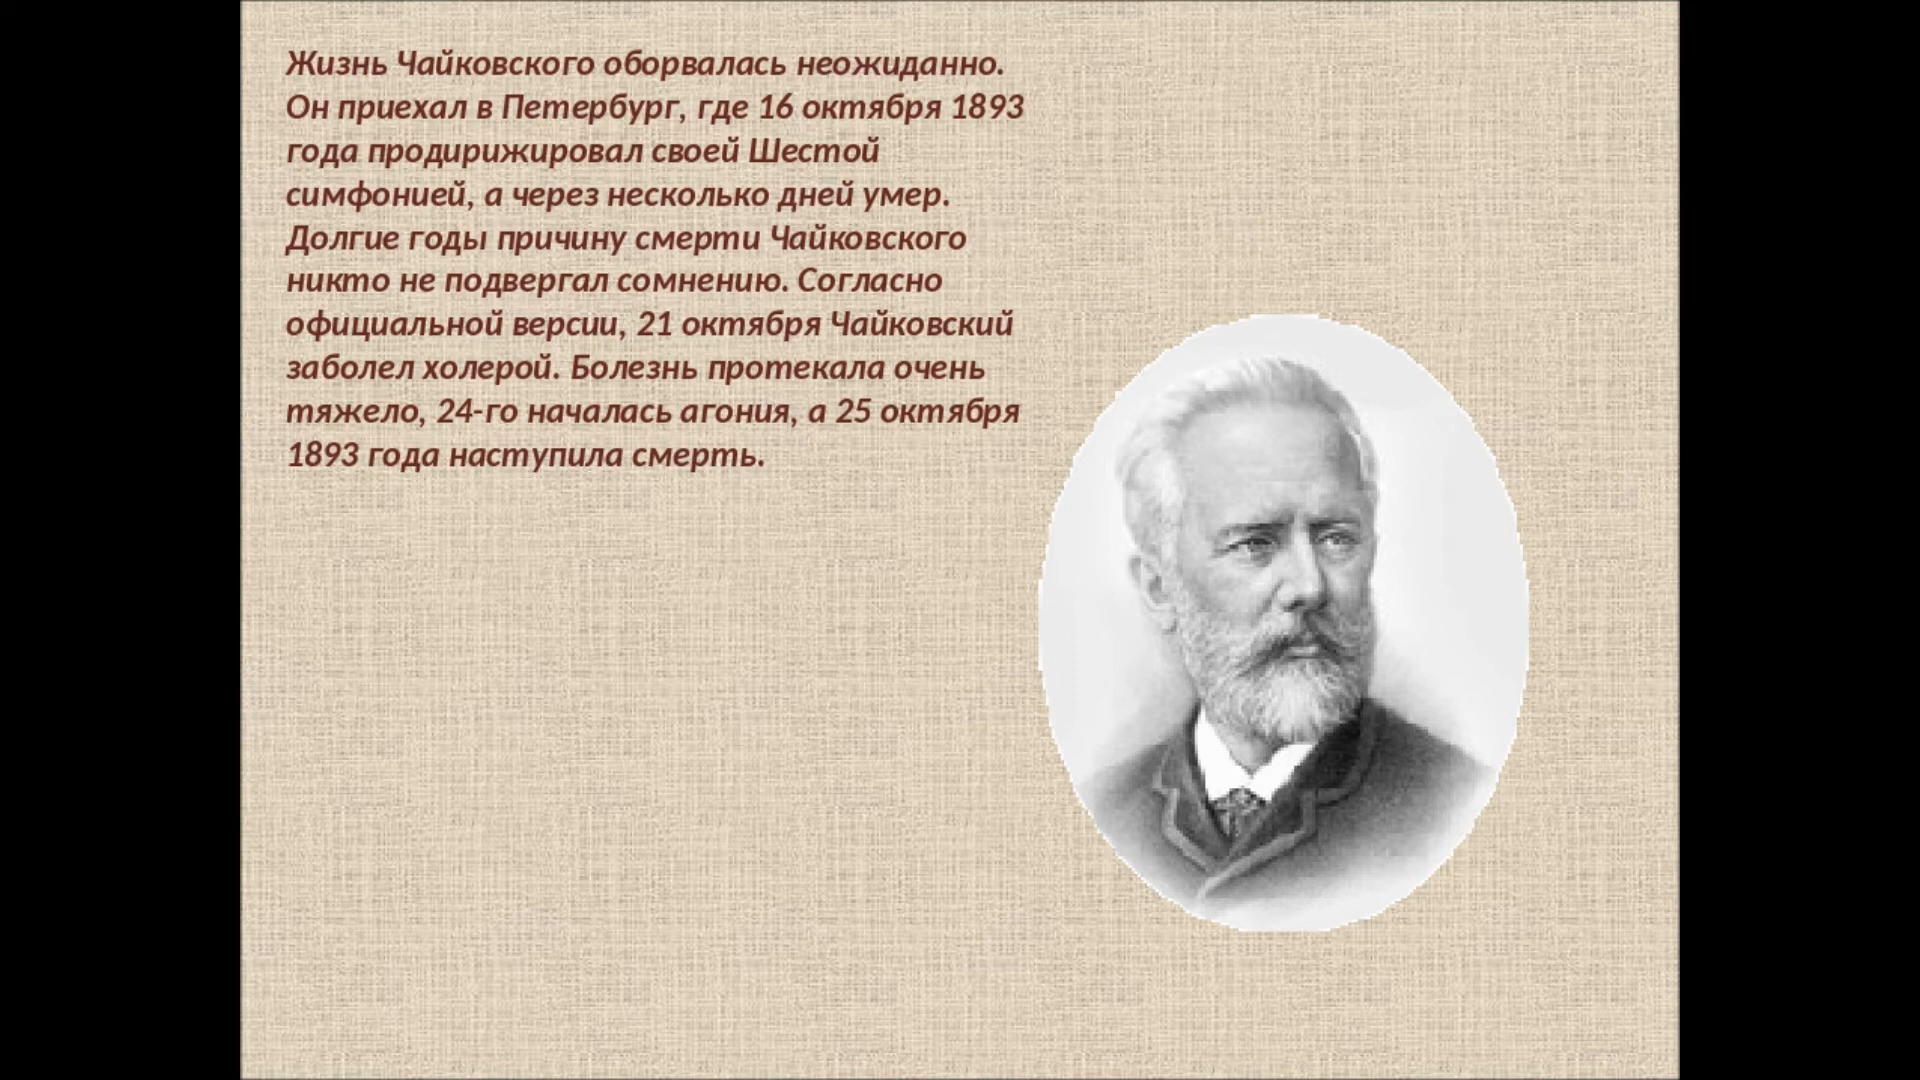 Жизнь Чайковского оборвалась неожиданно.
Он приехал в Петербург, где 16 октября 1893
года продирижировал своей Шестой
симфонией, а через несколько дней умер.
Долгие годы причину смерти Чайковского
никто не подвергал сомнению. Согласно
официальной версии, 21 октября Чайковский
заболел холерой. Болезнь протекала очень
тяжело, 24-го началась агония, а 25 октября
1893 года наступила смерть.